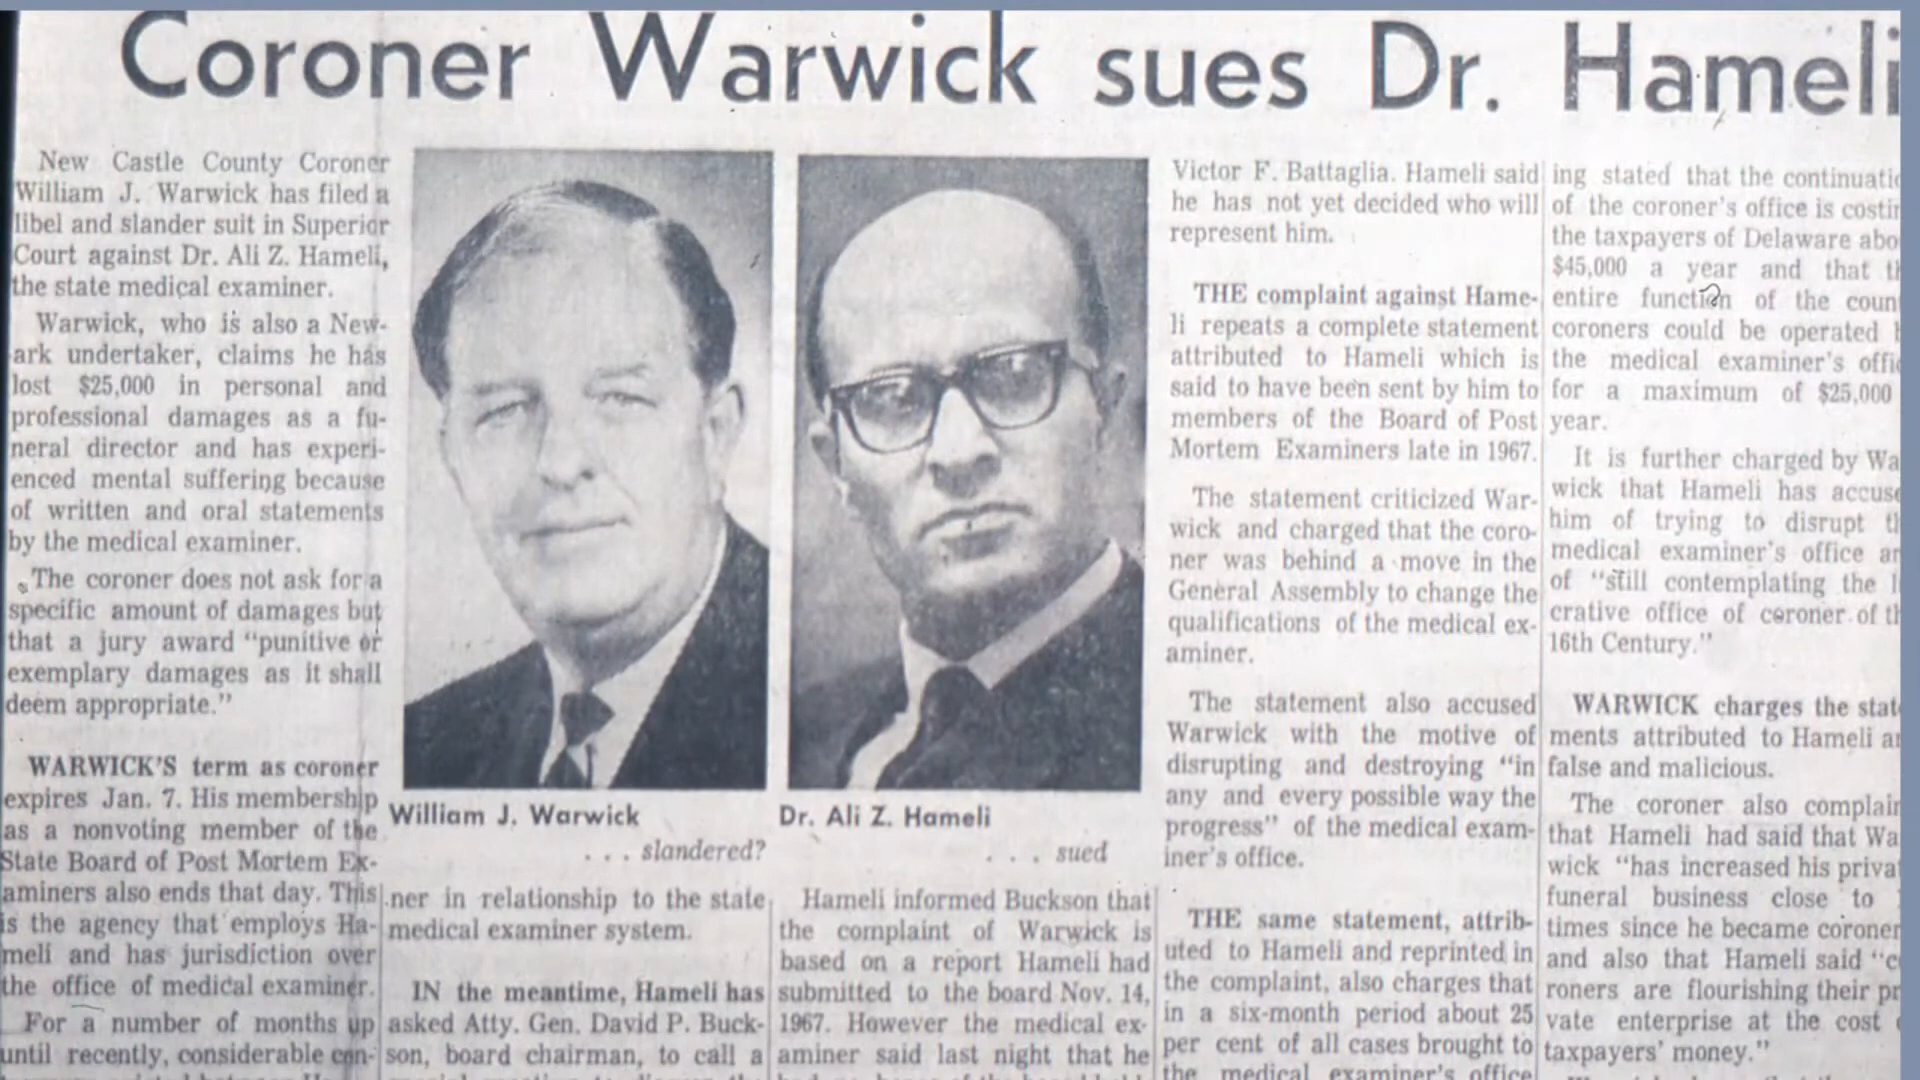 Coroner Warwick sues Dr. Hameli
New Castle County Coroner
William J. Warwick has filed a
libel and slander suit in Superior
Court against Dr. Ali Z. Hameli,
the state medical examiner.
Warwick, who is also a New-
ark undertaker, claims he has
lost $25,000 in personal and
professional damages as a fu-
neral director and has experi-
enced mental suffering because
of written and oral statements
by the medical examiner.
The coroner does not ask for a
specific amount of damages but
that a jury award “punitive or
exemplary damages as it shall
deem appropriate.”
WARWICK'S term as coroner
expires Jan. 7. His membership
as a nonvoting member of the
State Board of Post Mortem Ex-
aminers also ends that day. This
is the agency that employs Ha-
meli and has jurisdiction over
the office of medical examiner.
For a number of months up
until recently, considerable con-
William J. Warwick
. . . slandered?
ner in relationship to the state
medical examiner system.
IN the meantime, Hameli has
asked Atty. Gen. David P. Buck-
son, board chairman, to call a
Dr. Ali Z. Hameli
. . . sued
Hameli informed Buckson that
the complaint of Warwick is
based on a report Hameli had
submitted to the board Nov. 14,
1967. However the medical ex-
aminer said last night that he
Victor F. Battaglia. Hameli said
he has not yet decided who will
represent him.
THE complaint against Hame-
li repeats a complete statement
attributed to Hameli which is
said to have been sent by him to
members of the Board of Post
Mortem Examiners late in 1967.
The statement criticized War-
wick and charged that the coro-
ner was behind a move in the
General Assembly to change the
qualifications of the medical ex-
aminer.
The statement also accused
Warwick with the motive of
disrupting and destroying “in
any and every possible way the
progress” of the medical exam-
iner's office.
THE same statement, attrib-
uted to Hameli and reprinted in
the complaint, also charges that
in a six-month period about 25
per cent of all cases brought to
the medical examiner's office
ing stated that the continuatio
of the coroner's office is costin
the taxpayers of Delaware abo
$45,000 a year and that th
entire function of the coun
coroners could be operated
the medical examiner's offic
for a maximum of $25,000
year.
It is further charged by Wa
wick that Hameli has accuse
him of trying to disrupt th
medical examiner's office an
of “still contemplating the l
crative office of coroner of th
16th Century.”
WARWICK charges the stat
ments attributed to Hameli ar
false and malicious.
The coroner also complain
that Hameli had said that Wa
wick “has increased his priva
funeral business close to
times since he became coroner
and also that Hameli said “c
roners are flourishing their pr
vate enterprise at the cost
taxpayers' money.”